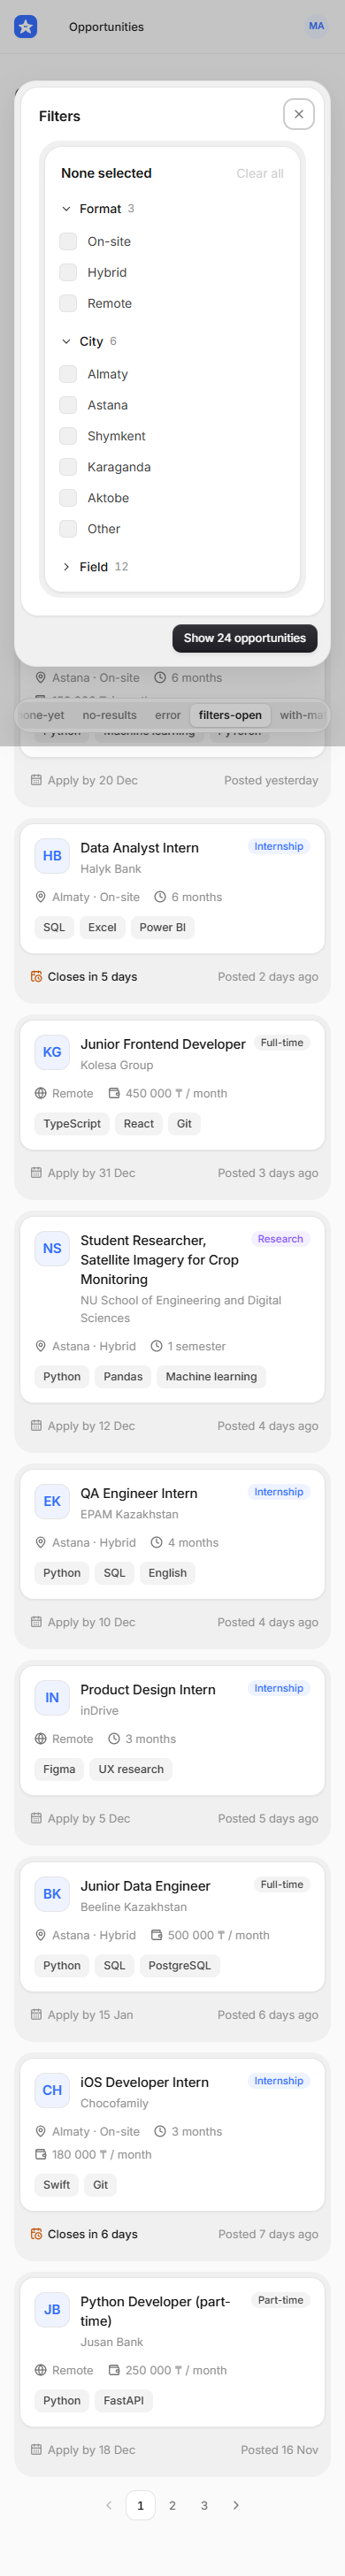 Opportunities
MA
Filters
None selected
Clear all
Format 3
On-site
Hybrid
Remote
City 6
Almaty
Astana
Shymkent
Karaganda
Aktobe
Other
Field 12
Show 24 opportunities
Astana · On-site 6 months
no-results error filters-open
Apply by 20 Dec Posted yesterday
HB
Data Analyst Intern Internship
Halyk Bank
Almaty · On-site 6 months
SQL Excel Power BI
Closes in 5 days Posted 2 days ago
KG
Junior Frontend Developer Full-time
Kolesa Group
Remote 450 000 ₸ / month
TypeScript React Git
Apply by 31 Dec Posted 3 days ago
NS
Student Researcher, Research
Satellite Imagery for Crop
Monitoring
NU School of Engineering and Digital
Sciences
Astana · Hybrid 1 semester
Python Pandas Machine learning
Apply by 12 Dec Posted 4 days ago
EK
QA Engineer Intern Internship
EPAM Kazakhstan
Astana · Hybrid 4 months
Python SQL English
Apply by 10 Dec Posted 4 days ago
IN
Product Design Intern Internship
inDrive
Remote 3 months
Figma UX research
Apply by 5 Dec Posted 5 days ago
BK
Junior Data Engineer Full-time
Beeline Kazakhstan
Astana · Hybrid 500 000 ₸ / month
Python SQL PostgreSQL
Apply by 15 Jan Posted 6 days ago
CH
iOS Developer Intern Internship
Chocofamily
Almaty · On-site 3 months
180 000 ₸ / month
Swift Git
Closes in 6 days Posted 7 days ago
JB
Python Developer (part- Part-time
time)
Jusan Bank
Remote 250 000 ₸ / month
Python FastAPI
Apply by 18 Dec Posted 16 Nov
1 2 3